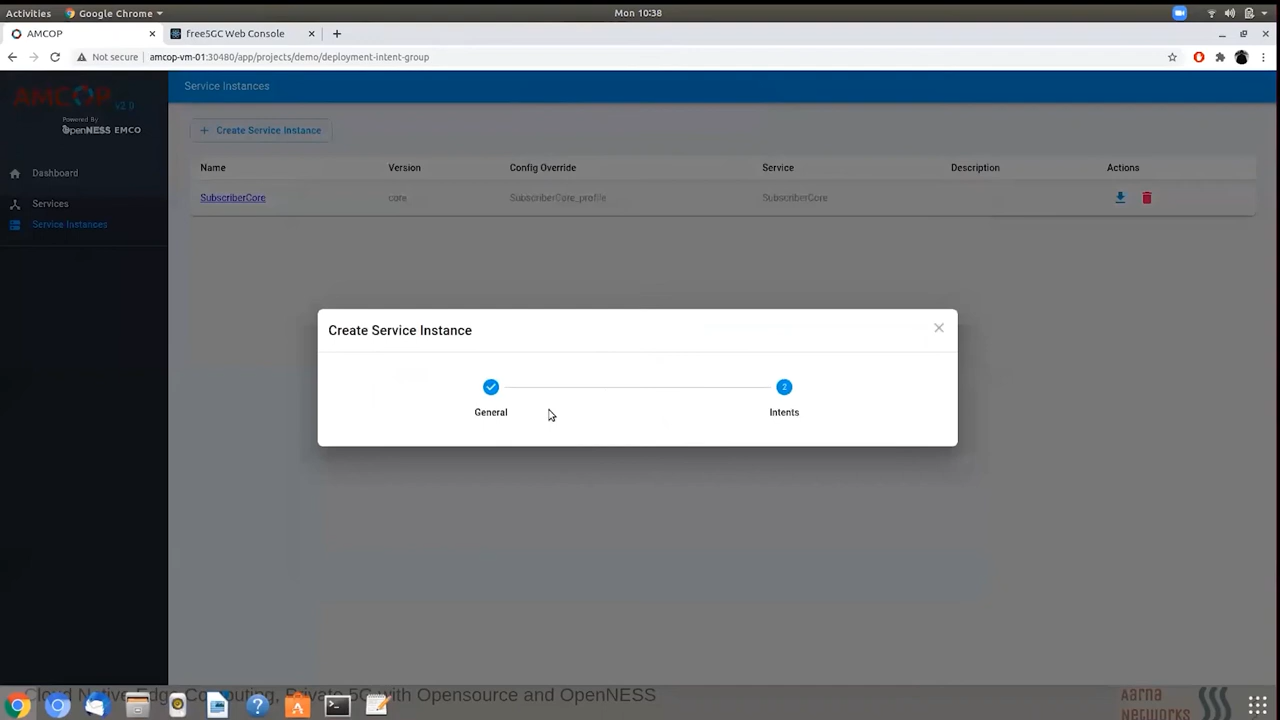 Activities Google Chrome Mon 10:38
AMCOP free5GC Web Console
Not secure amcop-vm-01:30480/app/projects/demo/deployment-intent-group
AMCOP v2.0
Powered By
OpenNESS EMCO
Dashboard
Services
Service Instances
Service Instances
+ Create Service Instance
Name Version Config Override Service Description Actions
SubscriberCore core SubscriberCore_profile SubscriberCore
Create Service Instance
2
General Intents
Cloud Native Edge Computing, Private 5G with Opensource and OpenNESS
Aarna
Networks